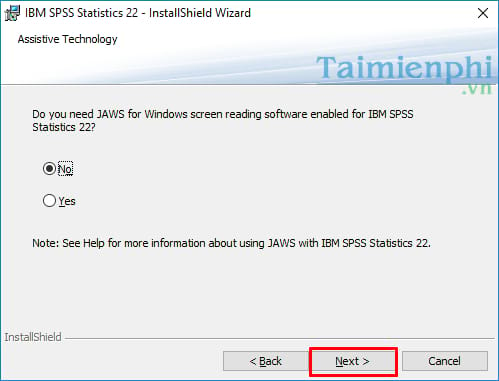 IBM SPSS Statistics 22 - InstallShield Wizard
Assistive Technology
Taimienphi
.vn
Do you need JAWS for Windows screen reading software enabled for IBM SPSS
Statistics 22?
No
Yes
Note: See Help for more information about using JAWS with IBM SPSS Statistics 22.
InstallShield
< Back
Next >
Cancel